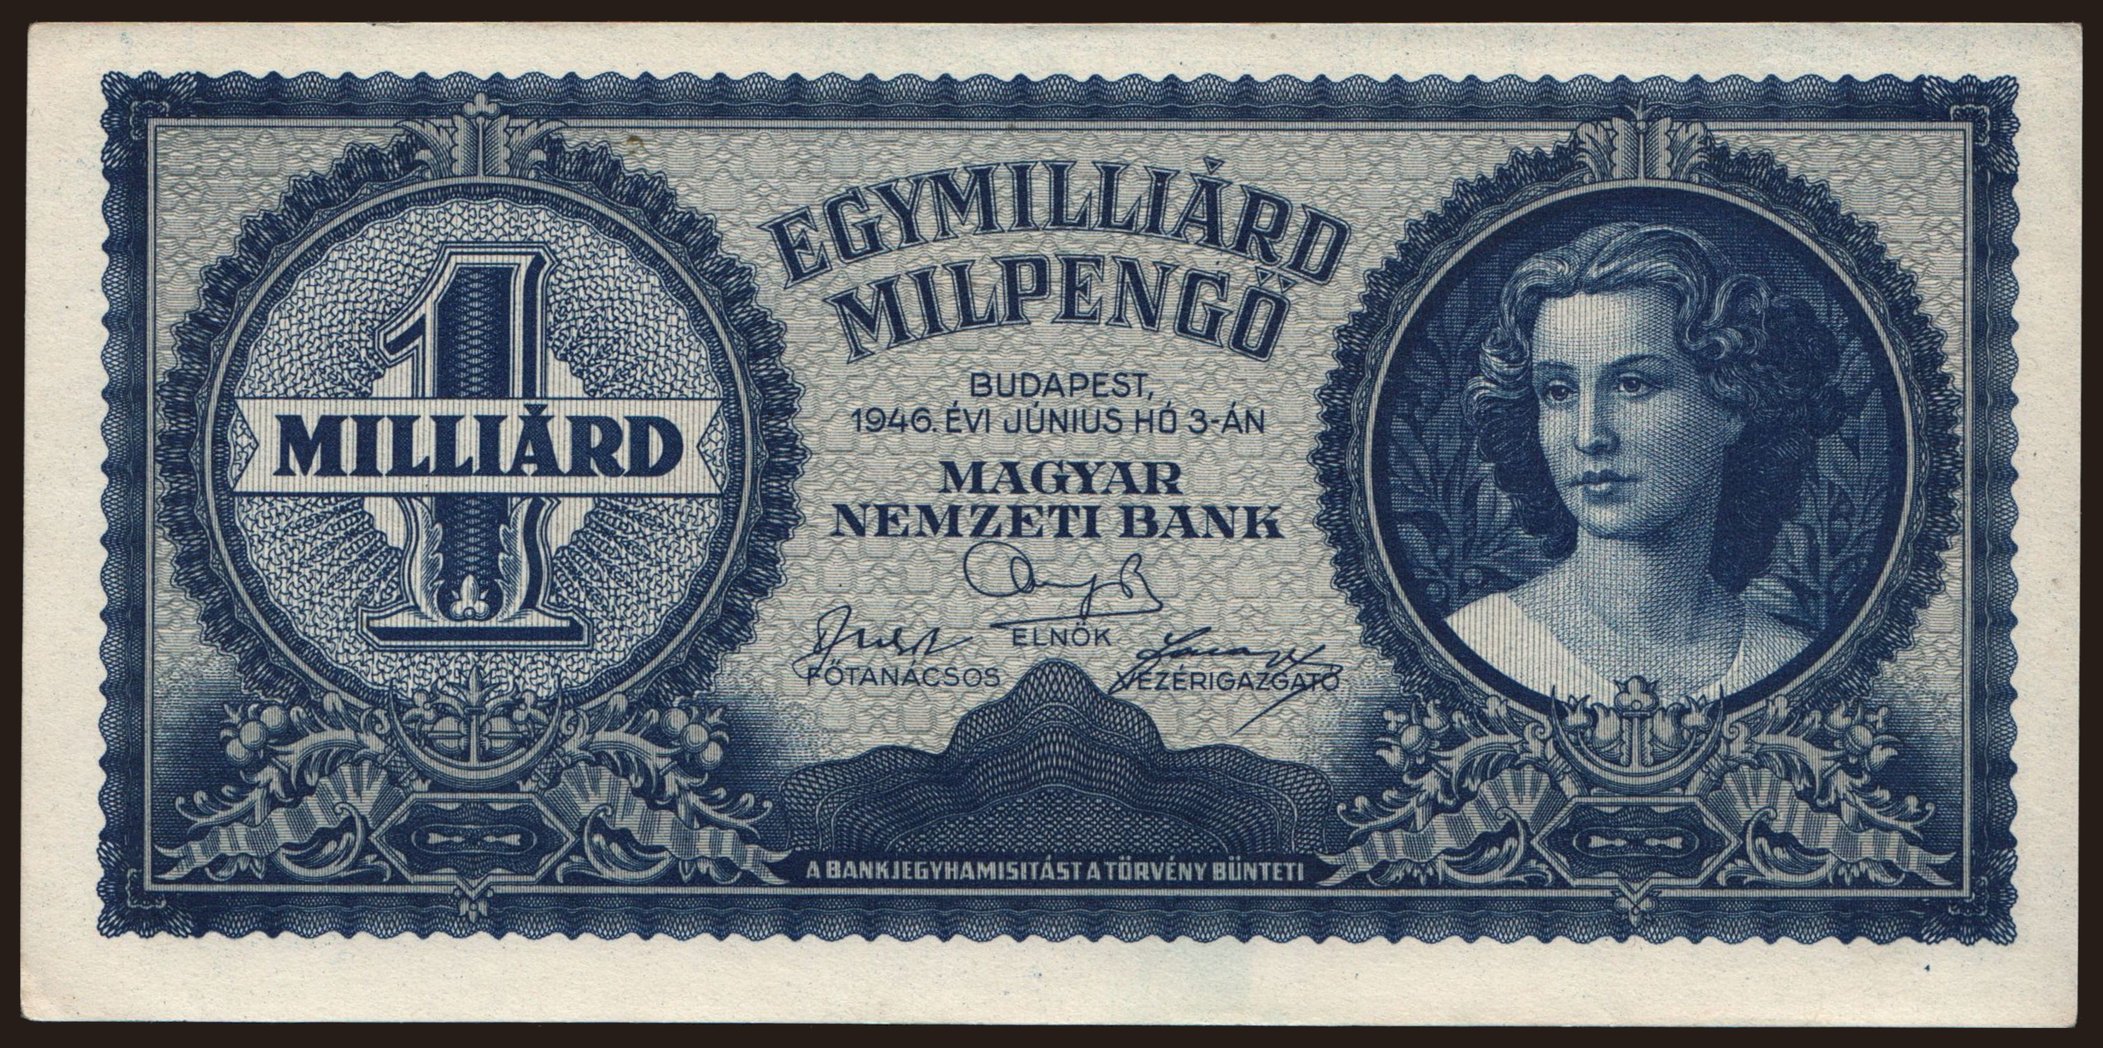 1
MILLIÁRD
EGYMILLIÁRD
MILPENGŐ
BUDAPEST,
1946. ÉVI JÚNIUS HÓ 3-ÁN
MAGYAR
NEMZETI BANK
ELNÖK
FŐTANÁCSOS
VEZÉRIGAZGATÓ
A BANKJEGYHAMISITÁST A TÖRVÉNY BÜNTETI